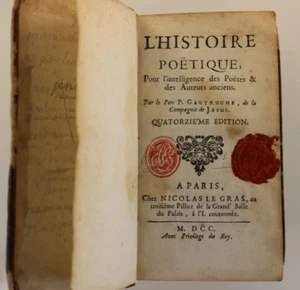 L'HISTOIRE
POËTIQUE,
Pour l'intelligence des Poëtes &
des Auteurs anciens.
Par le Pere P. GAUTRUCHE, de la
Compagnie de JESUS.
QUATORZIE'ME EDITION.
A PARIS,
Chez NICOLAS LE GRAS, au
troisiéme Pillier de la Grand' Salle
du Palais, à l'L couronnée.
M. DCC.
Avec Privilege du Roy.